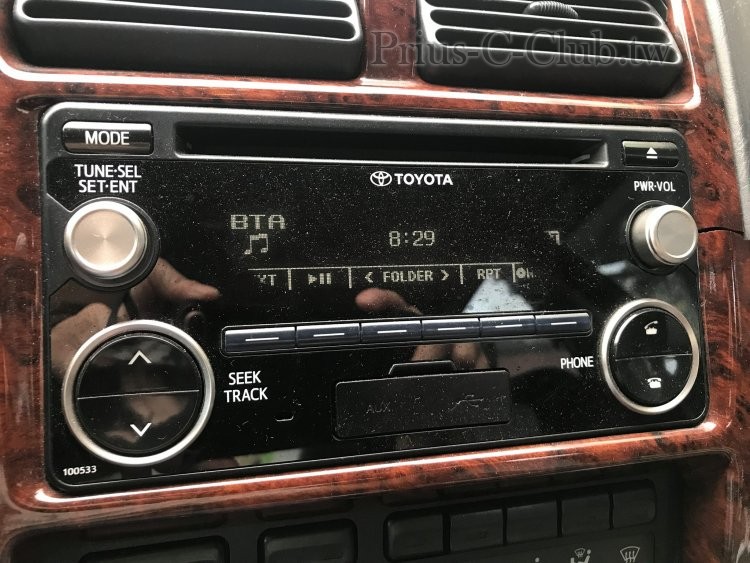 Prius-C-Club.tw
MODE
TUNE·SEL
SET·ENT
TOYOTA
PWR·VOL
BTA
8:29
XT
< FOLDER >
RPT
SEEK
TRACK
PHONE
AUX
100533